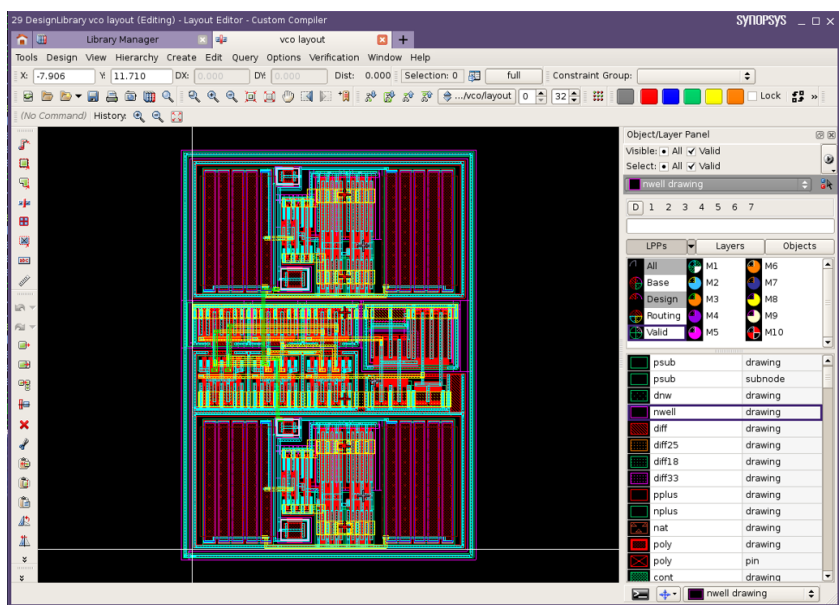 29 DesignLibrary vco layout (Editing) - Layout Editor - Custom Compiler
SYNOPSYS
Library Manager
vco layout
Tools Design View Hierarchy Create Edit Query Options Verification Window Help
X: -7.906 Y: 11.710 DX: 0.000 DY: 0.000 Dist: 0.000 Selection: 0 full Constraint Group:
.../vco/layout 0 32 Lock »
(No Command) History:
Object/Layer Panel
Visible: All Valid
Select: All Valid
nwell drawing
D 1 2 3 4 5 6 7
LPPs Layers Objects
All M1 M6
Base M2 M7
Design M3 M8
Routing M4 M9
Valid M5 M10
psub drawing
psub subnode
dnw drawing
nwell drawing
diff drawing
diff25 drawing
diff18 drawing
diff33 drawing
pplus drawing
nplus drawing
nat drawing
poly drawing
poly pin
cont drawing
nwell drawing